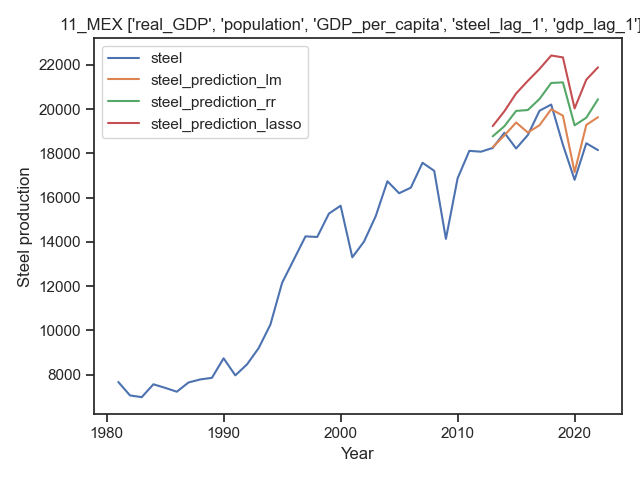 11_MEX ['real_GDP', 'population', 'GDP_per_capita', 'steel_lag_1', 'gdp_lag_1']
steel
steel_prediction_lm
steel_prediction_rr
steel_prediction_lasso
Steel production
22000
20000
18000
16000
14000
12000
10000
8000
1980
1990
2000
2010
2020
Year